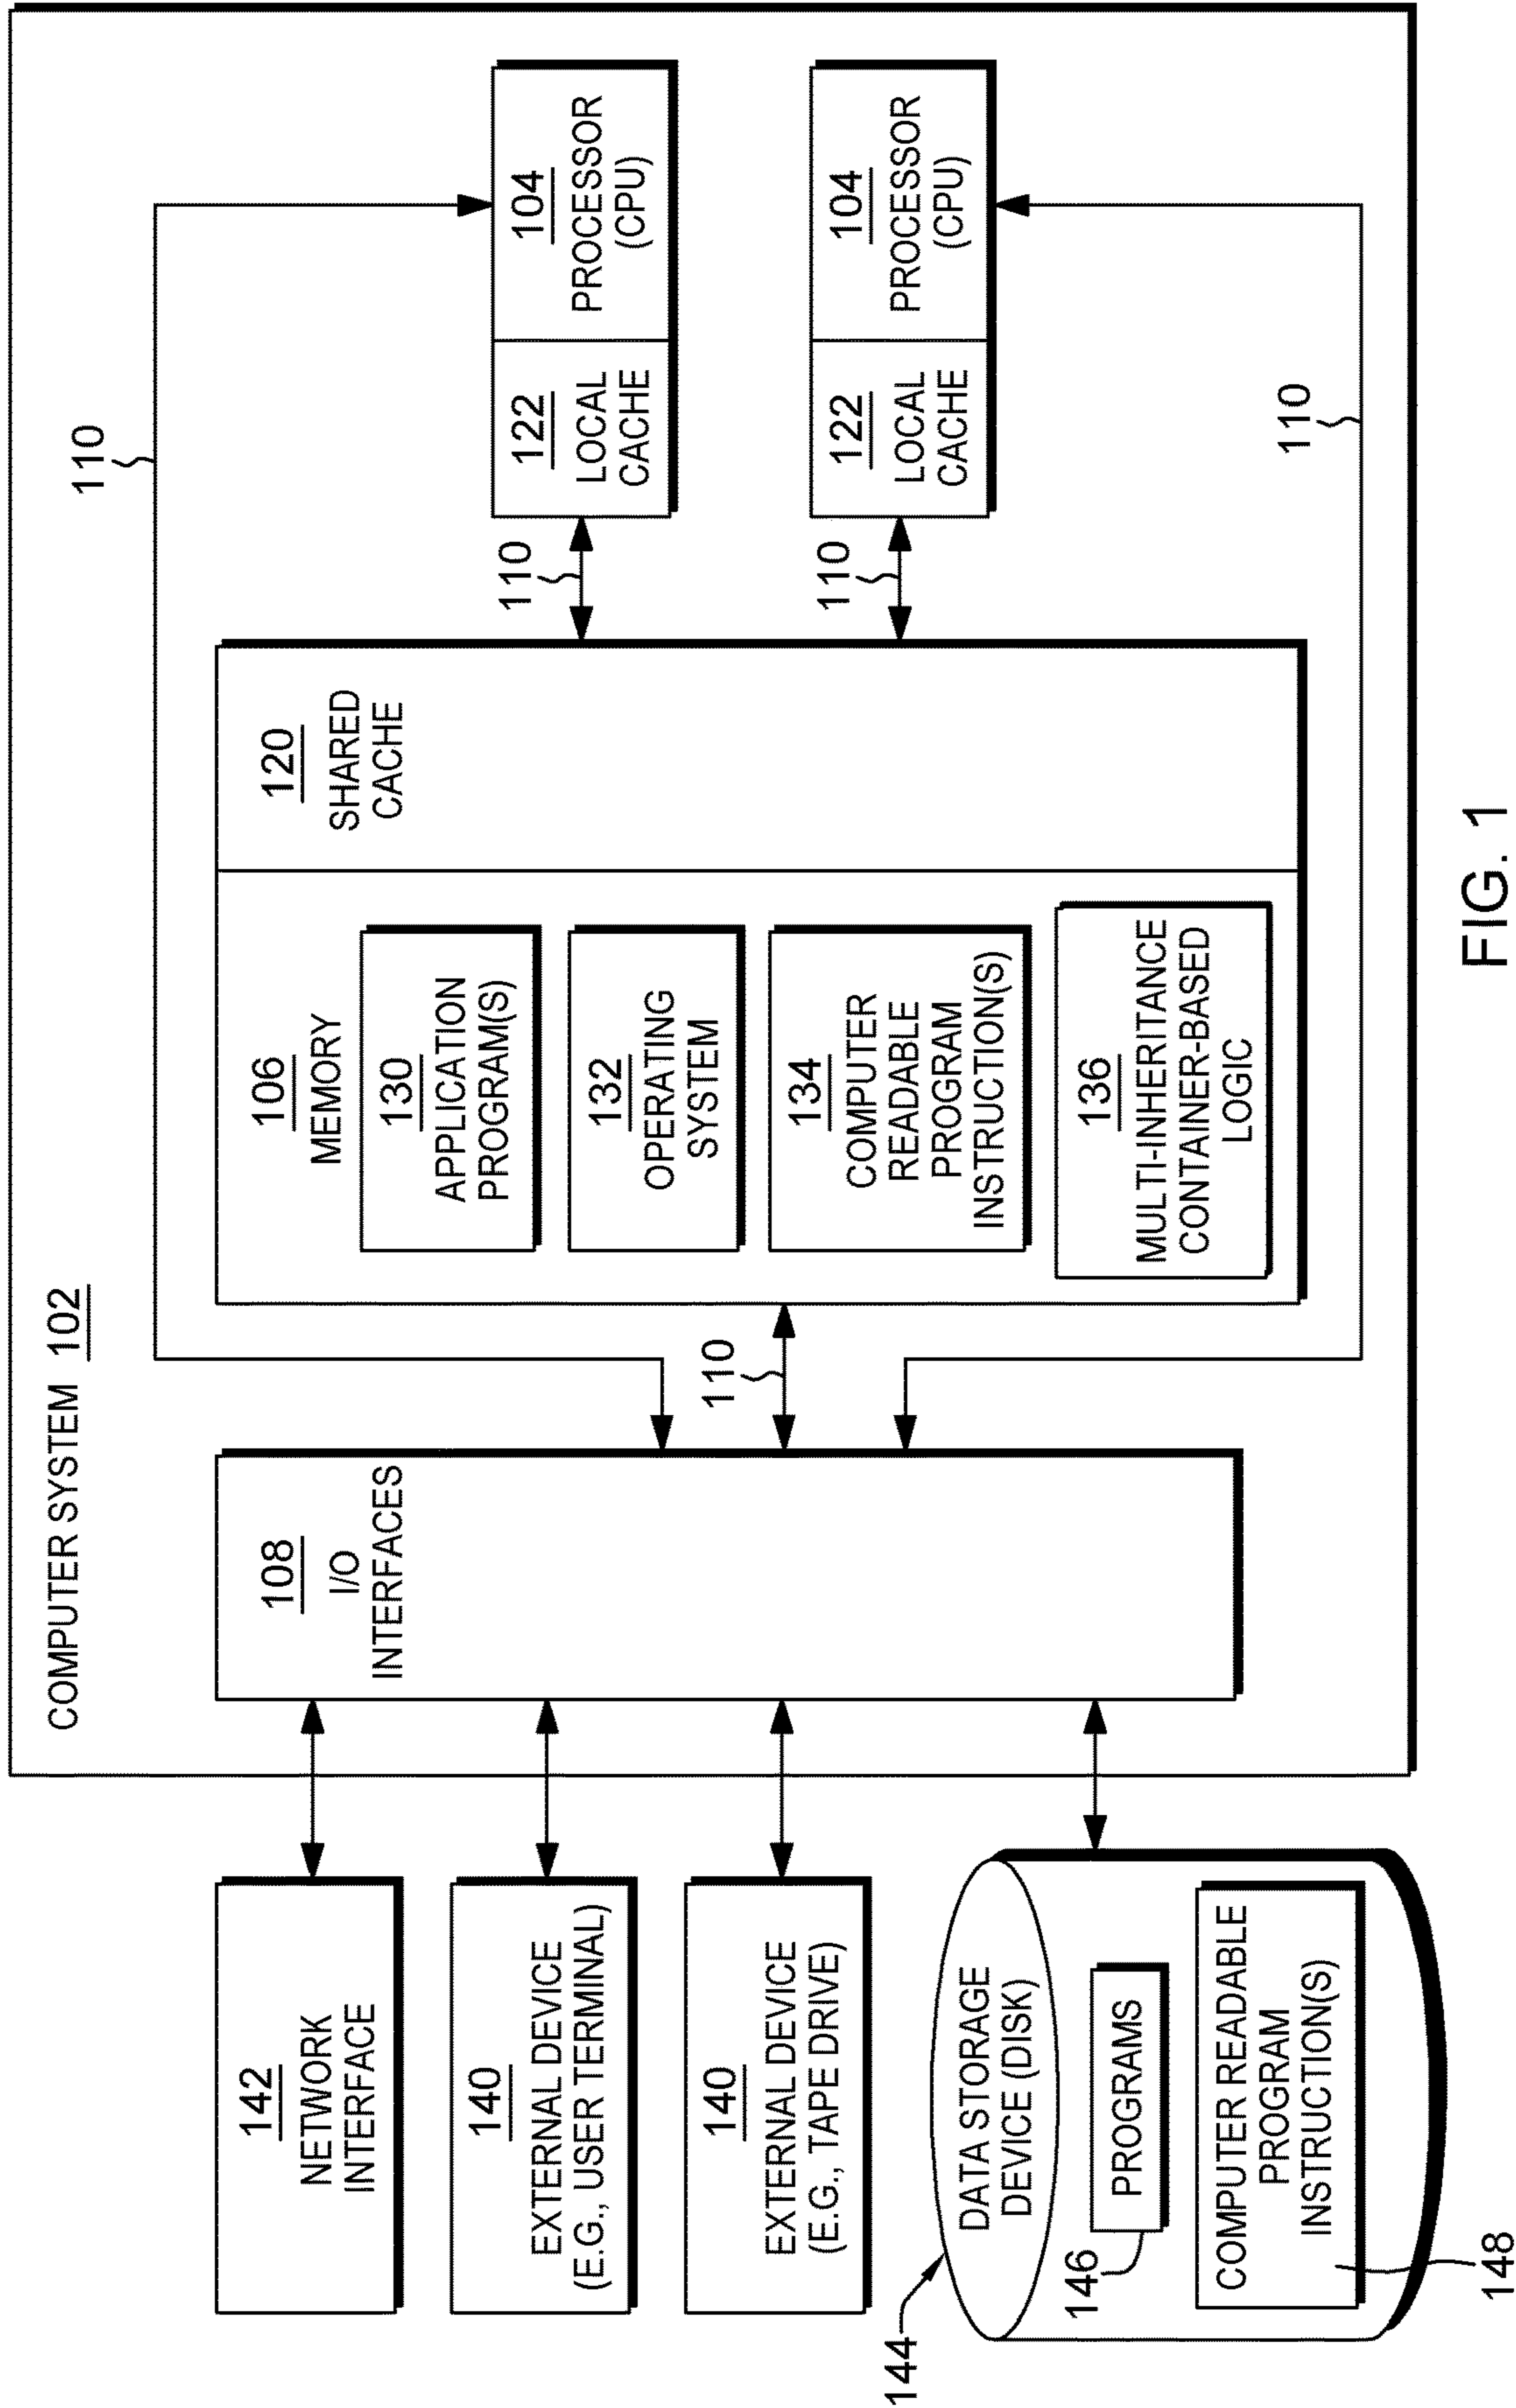 COMPUTER SYSTEM 102
142
NETWORK
INTERFACE
140
EXTERNAL DEVICE
(E.G., USER TERMINAL)
140
EXTERNAL DEVICE
(E.G., TAPE DRIVE)
144
DATA STORAGE
DEVICE (DISK)
146
PROGRAMS
COMPUTER READABLE
PROGRAM
INSTRUCTION(S)
148
108
I/O
INTERFACES
110
110
106
MEMORY
130
APPLICATION
PROGRAM(S)
132
OPERATING
SYSTEM
134
COMPUTER
READABLE
PROGRAM
INSTRUCTION(S)
136
MULTI-INHERITANCE
CONTAINER-BASED
LOGIC
120
SHARED
CACHE
110
110
110
122
LOCAL
CACHE
104
PROCESSOR
(CPU)
122
LOCAL
CACHE
104
PROCESSOR
(CPU)
FIG. 1